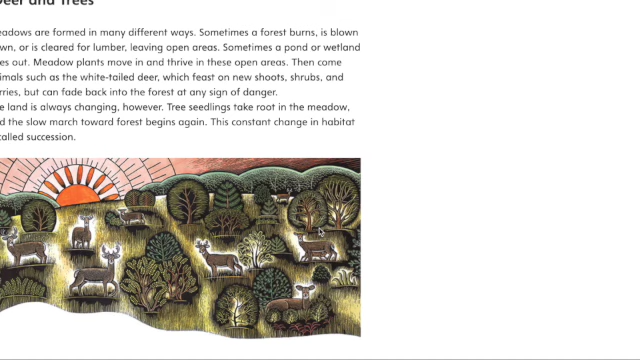 Deer and Trees
eadows are formed in many different ways. Sometimes a forest burns, is blown
wn, or is cleared for lumber, leaving open areas. Sometimes a pond or wetland
es out. Meadow plants move in and thrive in these open areas. Then come
imals such as the white-tailed deer, which feast on new shoots, shrubs, and
rries, but can fade back into the forest at any sign of danger.
e land is always changing, however. Tree seedlings take root in the meadow,
d the slow march toward forest begins again. This constant change in habitat
called succession.